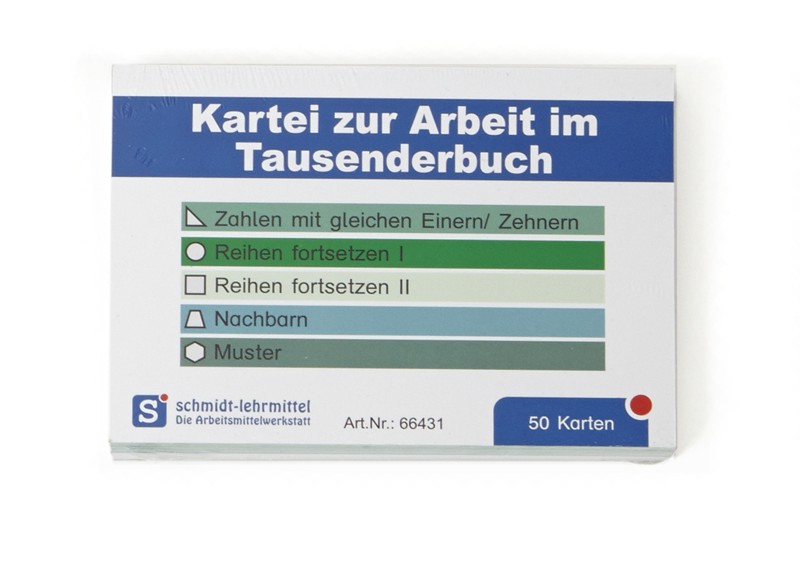 Kartei zur Arbeit im
Tausenderbuch
Zahlen mit gleichen Einern/ Zehnern
Reihen fortsetzen I
Reihen fortsetzen II
Nachbarn
Muster
S
schmidt-lehrmittel
Die Arbeitsmittelwerkstatt
Art.Nr.: 66431
50 Karten